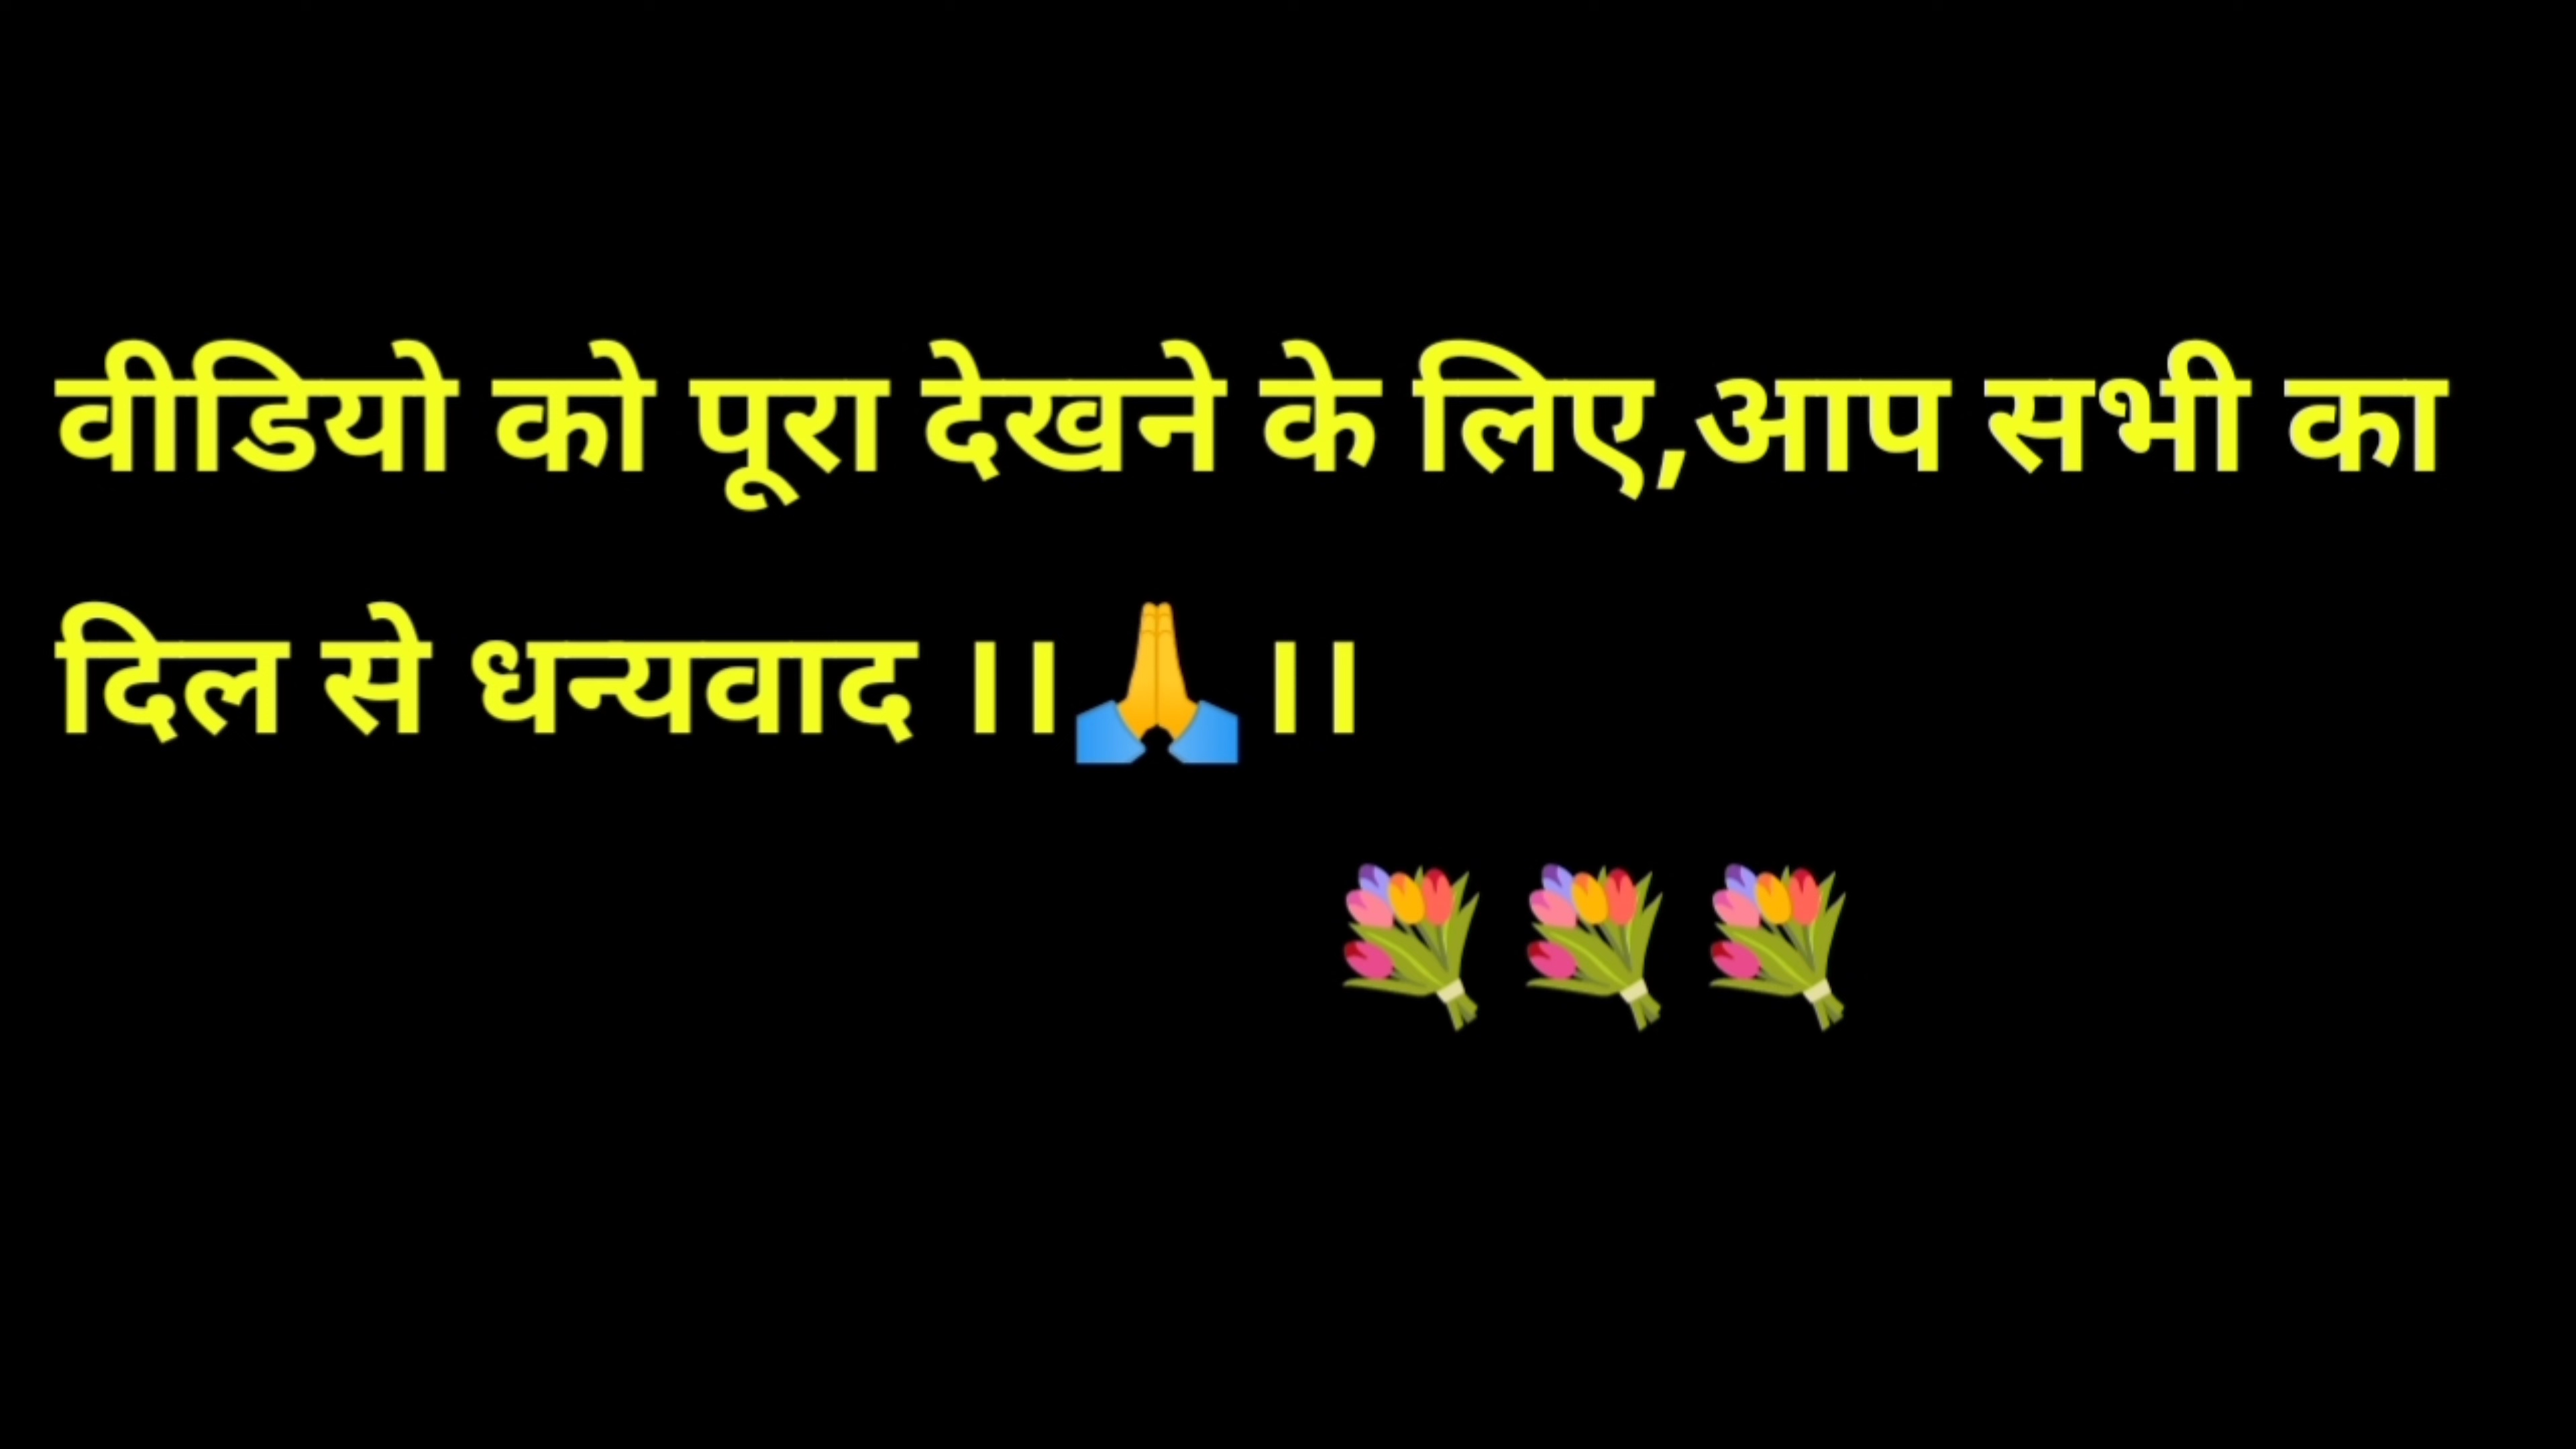 वीडियो को पूरा देखने के लिए,आप सभी का
दिल से धन्यवाद ।।🙏।।
💐💐💐